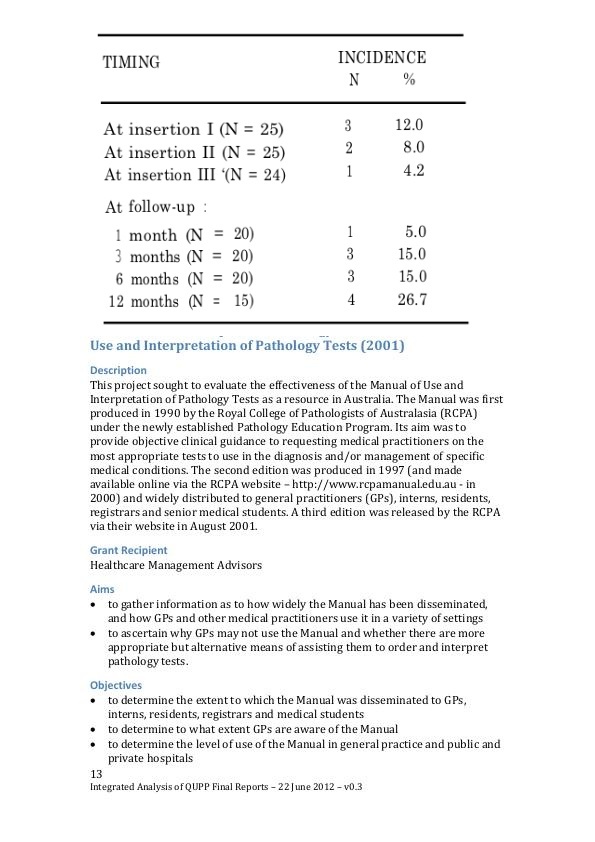 TIMING INCIDENCE
N %
At insertion I (N = 25) 3 12.0
At insertion II (N = 25) 2 8.0
At insertion III ‘(N = 24) 1 4.2
At follow-up :
1 month (N = 20) 1 5.0
3 months (N = 20) 3 15.0
6 months (N = 20) 3 15.0
12 months (N = 15) 4 26.7
Use and Interpretation of Pathology Tests (2001)
Description
This project sought to evaluate the effectiveness of the Manual of Use and
Interpretation of Pathology Tests as a resource in Australia. The Manual was first
produced in 1990 by the Royal College of Pathologists of Australasia (RCPA)
under the newly established Pathology Education Program. Its aim was to
provide objective clinical guidance to requesting medical practitioners on the
most appropriate tests to use in the diagnosis and/or management of specific
medical conditions. The second edition was produced in 1997 (and made
available online via the RCPA website – http://www.rcpamanual.edu.au - in
2000) and widely distributed to general practitioners (GPs), interns, residents,
registrars and senior medical students. A third edition was released by the RCPA
via their website in August 2001.
Grant Recipient
Healthcare Management Advisors
Aims
• to gather information as to how widely the Manual has been disseminated,
and how GPs and other medical practitioners use it in a variety of settings
• to ascertain why GPs may not use the Manual and whether there are more
appropriate but alternative means of assisting them to order and interpret
pathology tests.
Objectives
• to determine the extent to which the Manual was disseminated to GPs,
interns, residents, registrars and medical students
• to determine to what extent GPs are aware of the Manual
• to determine the level of use of the Manual in general practice and public and
private hospitals
13
Integrated Analysis of QUPP Final Reports – 22 June 2012 – v0.3